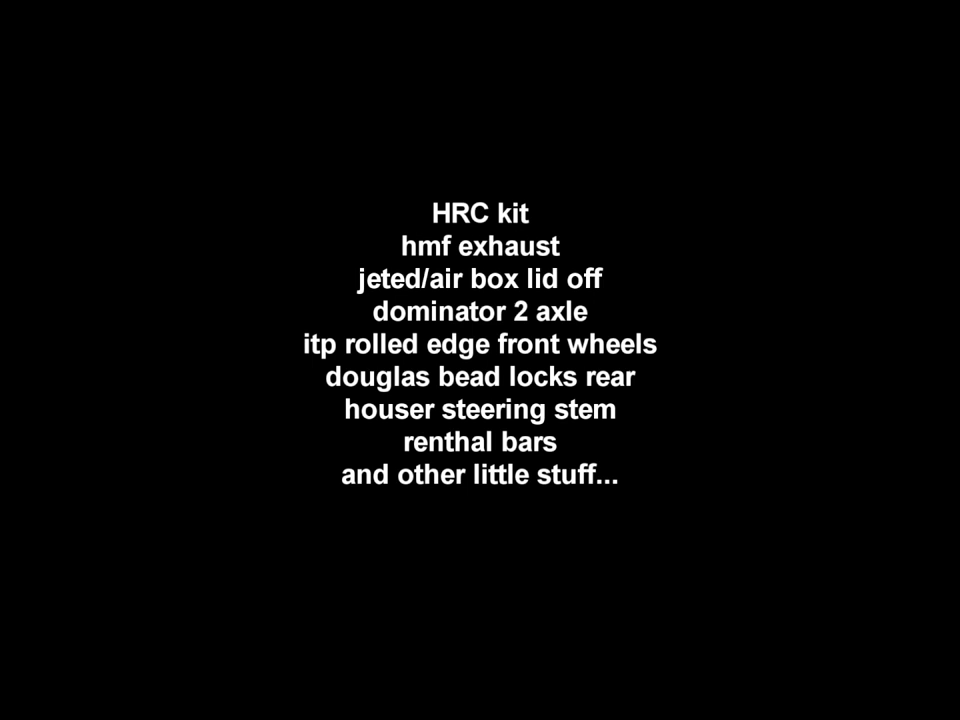 HRC kit
hmf exhaust
jeted/air box lid off
dominator 2 axle
itp rolled edge front wheels
douglas bead locks rear
houser steering stem
renthal bars
and other little stuff...